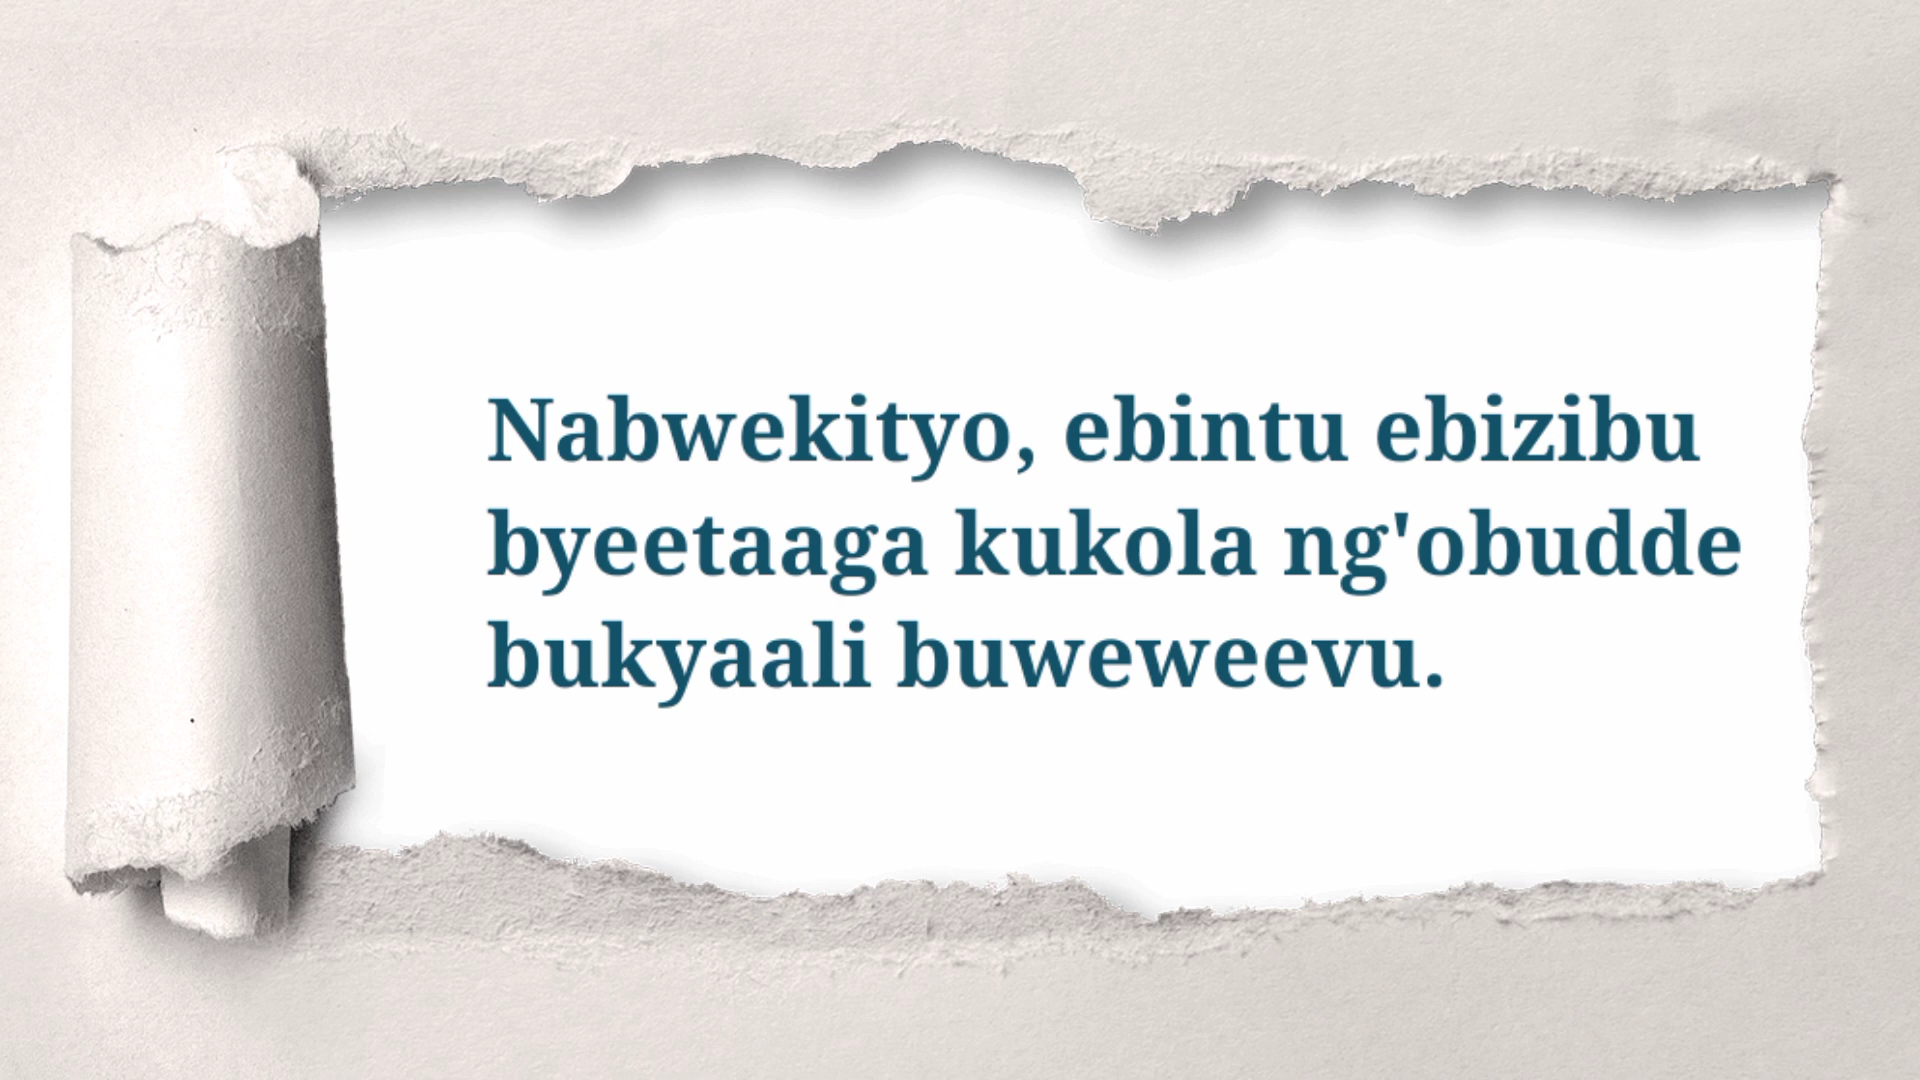 Nabwekityo, ebintu ebizibu
byeetaaga kukola ng'obudde
bukyaali buweweevu.